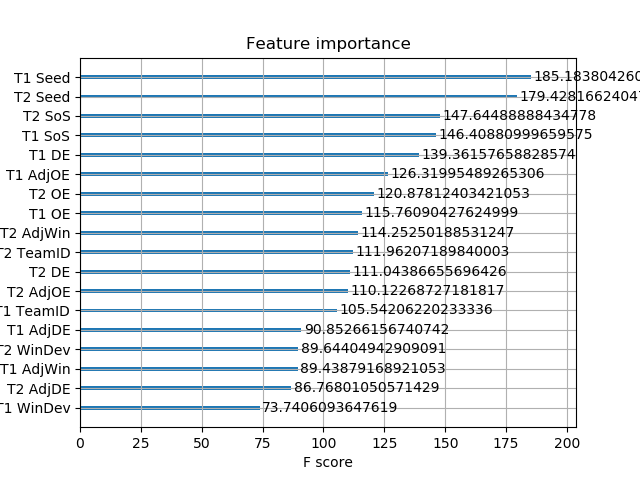 Feature importance
T1 Seed 185.183804260
T2 Seed 179.42816624047
T2 SoS 147.64488888434778
T1 SoS 146.40880999659575
T1 DE 139.36157658828574
T1 AdjOE 126.31995489265306
T2 OE 120.87812403421053
T1 OE 115.76090427624999
T2 AdjWin 114.25250188531247
T2 TeamID 111.96207189840003
T2 DE 111.04386655696426
T2 AdjOE 110.12268727181817
T1 TeamID 105.54206220233336
T1 AdjDE 90.85266156740742
T2 WinDev 89.64404942909091
T1 AdjWin 89.43879168921053
T2 AdjDE 86.76801050571429
T1 WinDev 73.7406093647619
0 25 50 75 100 125 150 175 200
F score